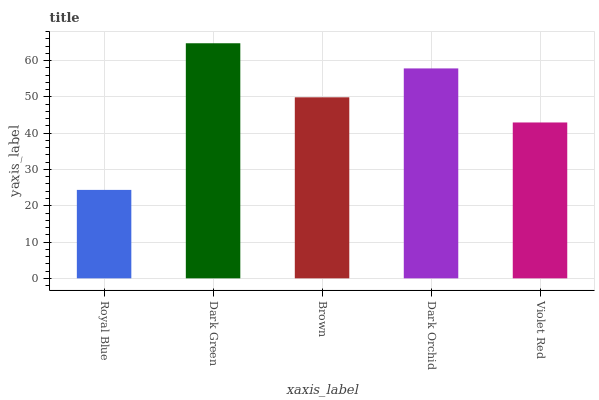 title
yaxis_label
60
50
40
30
20
10
0
Royal Blue
Dark Green
Brown
Dark Orchid
Violet Red
xaxis_label